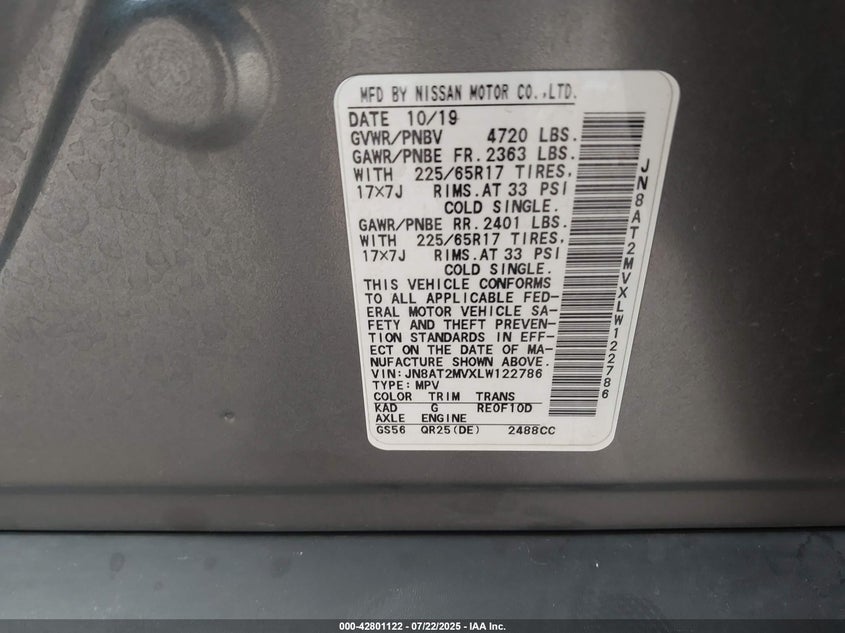 MFD BY NISSAN MOTOR CO.,LTD.
DATE 10/19
GVWR/PNBV 4720 LBS.
GAWR/PNBE FR. 2363 LBS.
WITH 225/65R17 TIRES,
17×7J RIMS.AT 33 PSI
COLD SINGLE.
GAWR/PNBE RR. 2401 LBS.
WITH 225/65R17 TIRES,
17×7J RIMS.AT 33 PSI
COLD SINGLE.
THIS VEHICLE CONFORMS
TO ALL APPLICABLE FED-
ERAL MOTOR VEHICLE SA-
FETY AND THEFT PREVEN-
TION STANDARDS IN EFF-
ECT ON THE DATE OF MA-
NUFACTURE SHOWN ABOVE.
VIN:JN8AT2MVXLW122786
TYPE:MPV
COLOR TRIM TRANS
KAD G RE0F10D
AXLE ENGINE
GS56 QR25(DE) 2488CC
JN8AT2MVXLW122786
000-42801122 - 07/22/2025 - IAA Inc.